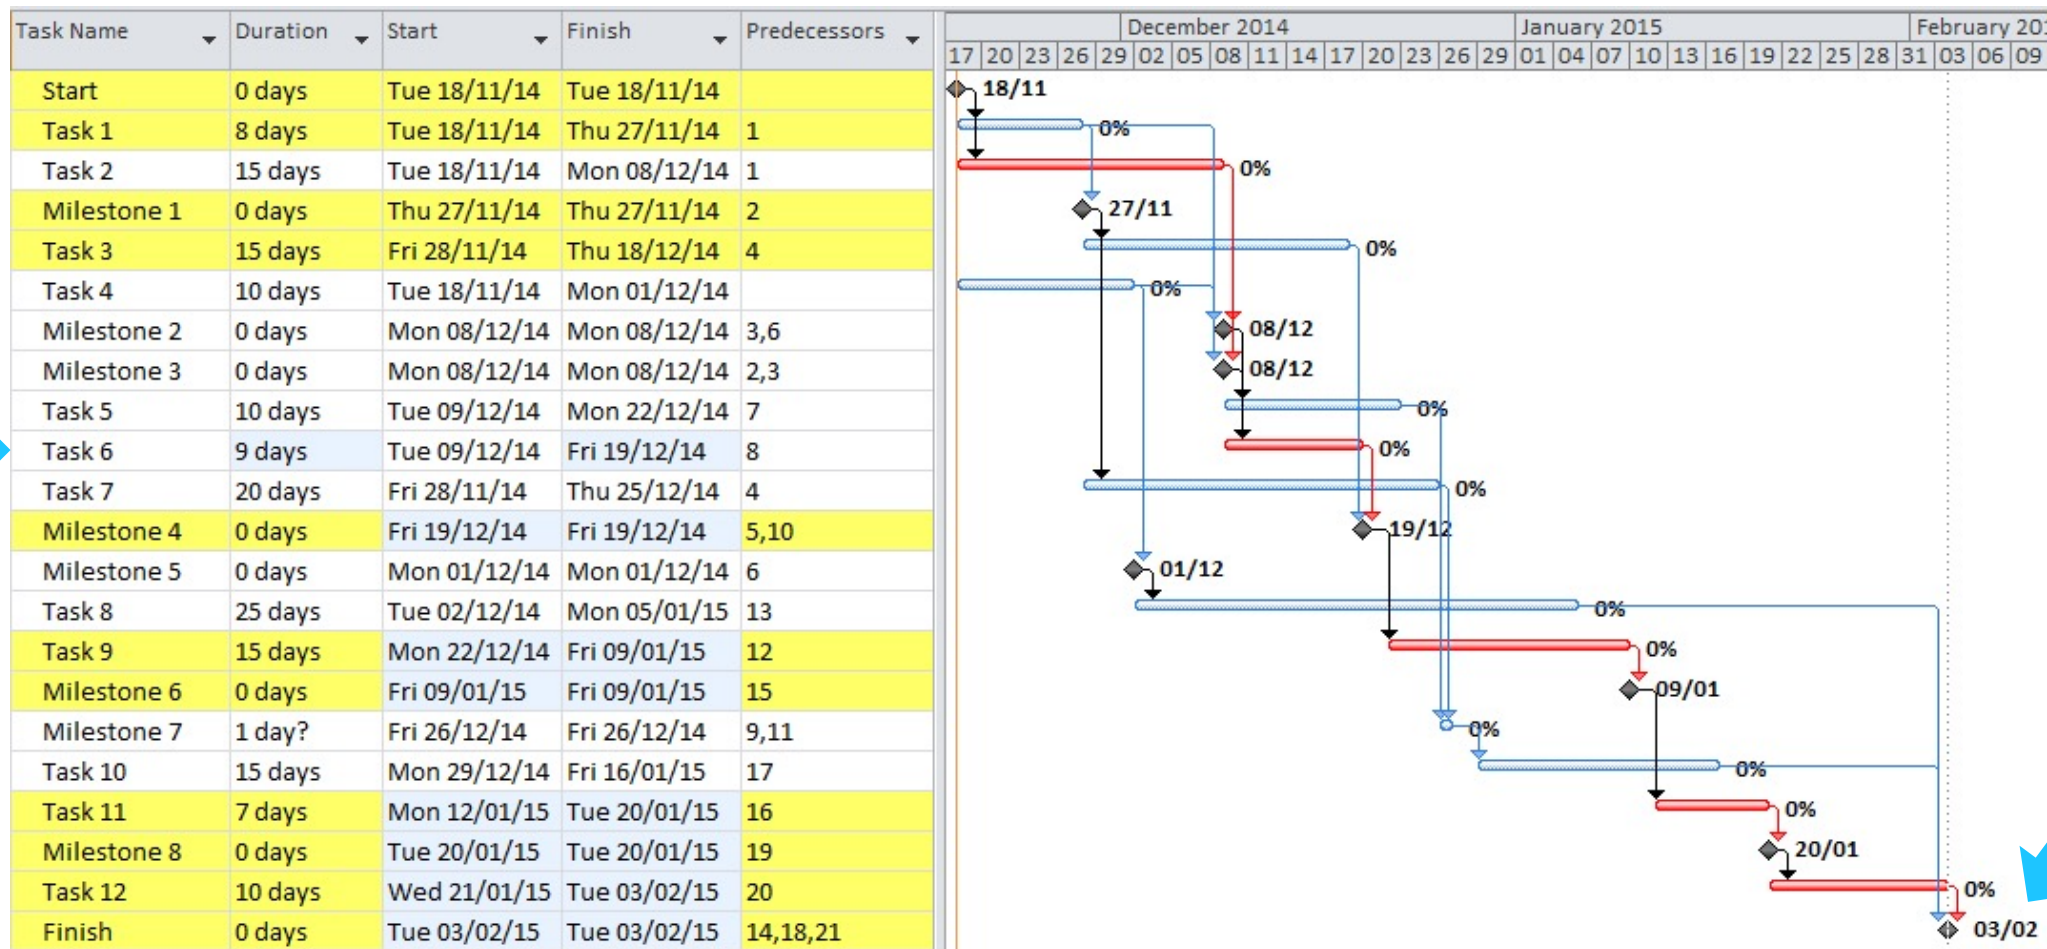 Task Name Duration Start Finish Predecessors
December 2014 January 2015 February 201
17 20 23 26 29 02 05 08 11 14 17 20 23 26 29 01 04 07 10 13 16 19 22 25 28 31 03 06 09
Start 0 days Tue 18/11/14 Tue 18/11/14 18/11
Task 1 8 days Tue 18/11/14 Thu 27/11/14 1 0%
Task 2 15 days Tue 18/11/14 Mon 08/12/14 1 0%
Milestone 1 0 days Thu 27/11/14 Thu 27/11/14 2 27/11
Task 3 15 days Fri 28/11/14 Thu 18/12/14 4 0%
Task 4 10 days Tue 18/11/14 Mon 01/12/14 0%
Milestone 2 0 days Mon 08/12/14 Mon 08/12/14 3,6 08/12
Milestone 3 0 days Mon 08/12/14 Mon 08/12/14 2,3 08/12
Task 5 10 days Tue 09/12/14 Mon 22/12/14 7 0%
Task 6 9 days Tue 09/12/14 Fri 19/12/14 8 0%
Task 7 20 days Fri 28/11/14 Thu 25/12/14 4 0%
Milestone 4 0 days Fri 19/12/14 Fri 19/12/14 5,10 19/12
Milestone 5 0 days Mon 01/12/14 Mon 01/12/14 6 01/12
Task 8 25 days Tue 02/12/14 Mon 05/01/15 13 0%
Task 9 15 days Mon 22/12/14 Fri 09/01/15 12 0%
Milestone 6 0 days Fri 09/01/15 Fri 09/01/15 15 09/01
Milestone 7 1 day? Fri 26/12/14 Fri 26/12/14 9,11 0%
Task 10 15 days Mon 29/12/14 Fri 16/01/15 17 0%
Task 11 7 days Mon 12/01/15 Tue 20/01/15 16 0%
Milestone 8 0 days Tue 20/01/15 Tue 20/01/15 19 20/01
Task 12 10 days Wed 21/01/15 Tue 03/02/15 20 0%
Finish 0 days Tue 03/02/15 Tue 03/02/15 14,18,21 03/02